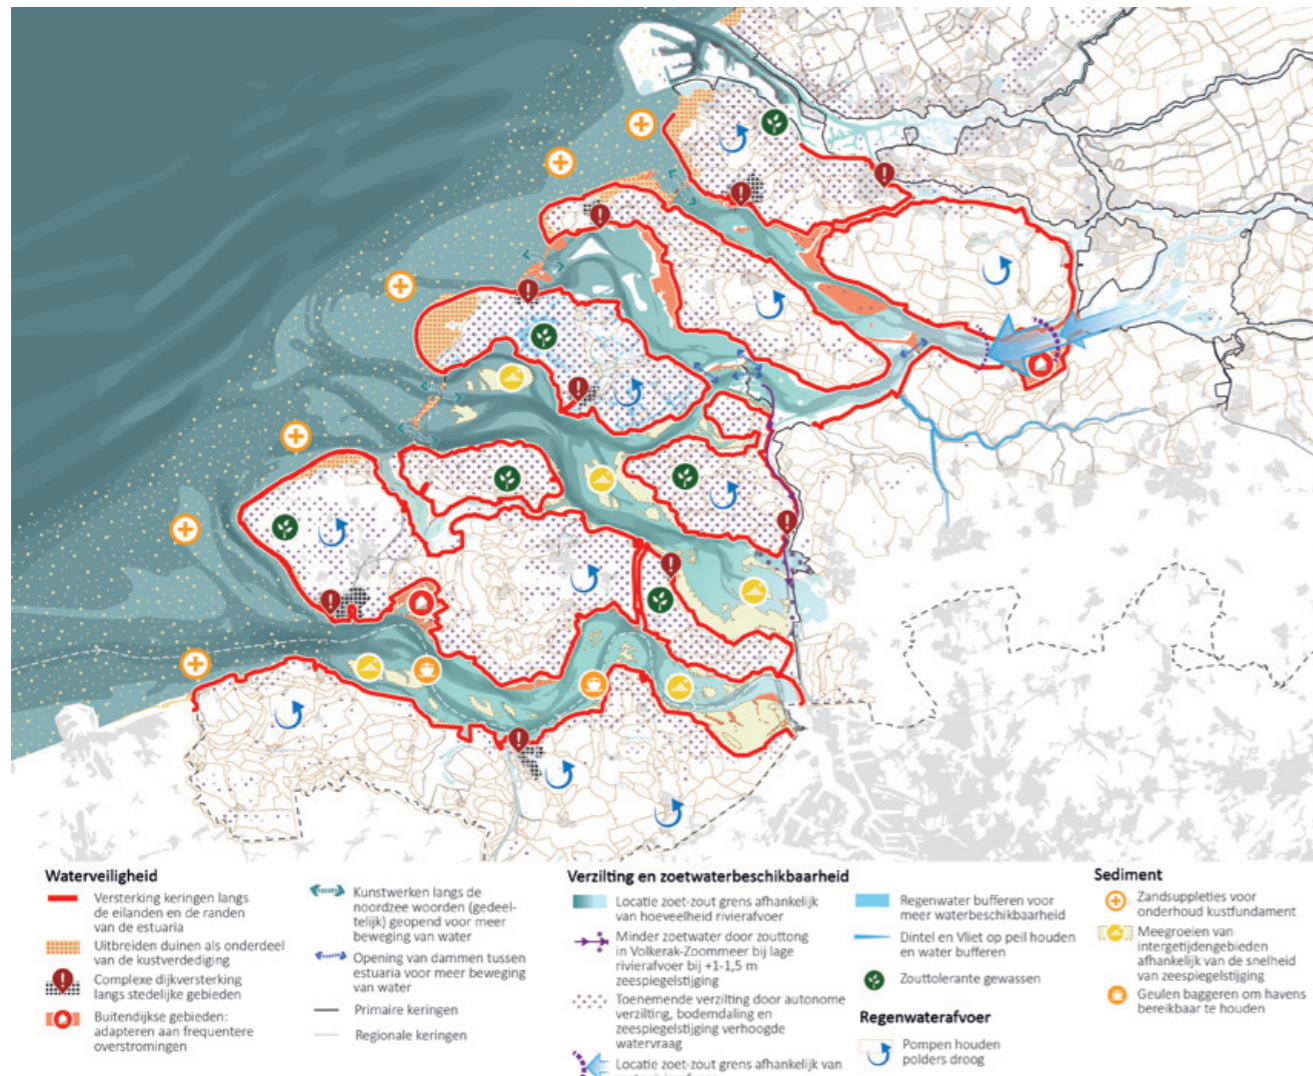 Waterveiligheid
Versterking keringen langs
de eilanden en de randen
van de estuaria
Uitbreiden duinen als onderdeel
van de kustverdediging
Complexe dijkversterking
langs stedelijke gebieden
Buitendijkse gebieden:
adapteren aan frequentere
overstromingen
Kunstwerken langs de
noordzee woorden (gedeel-
telijk) geopend voor meer
beweging van water
Opening van dammen tussen
estuaria voor meer beweging
van water
Primaire keringen
Regionale keringen
Verzilting en zoetwaterbeschikbaarheid
Locatie zoet-zout grens afhankelijk
van hoeveelheid rivierafvoer
Minder zoetwater door zouttong
in Volkerak-Zoommeer bij lage
rivierafvoer bij +1-1,5 m
zeespiegelstijging
Toenemende verzilting door autonome
verzilting, bodemdaling en
zeespiegelstijging verhoogde
watervraag
Locatie zoet-zout grens afhankelijk van
Regenwater bufferen voor
meer waterbeschikbaarheid
Dintel en Vliet op peil houden
en water bufferen
Zouttolerante gewassen
Regenwaterafvoer
Pompen houden
polders droog
Sediment
Zandsuppleties voor
onderhoud kustfundament
Meegroeien van
intergetijdengebieden
afhankelijk van de snelheid
van zeespiegelstijging
Geulen baggeren om havens
bereikbaar te houden